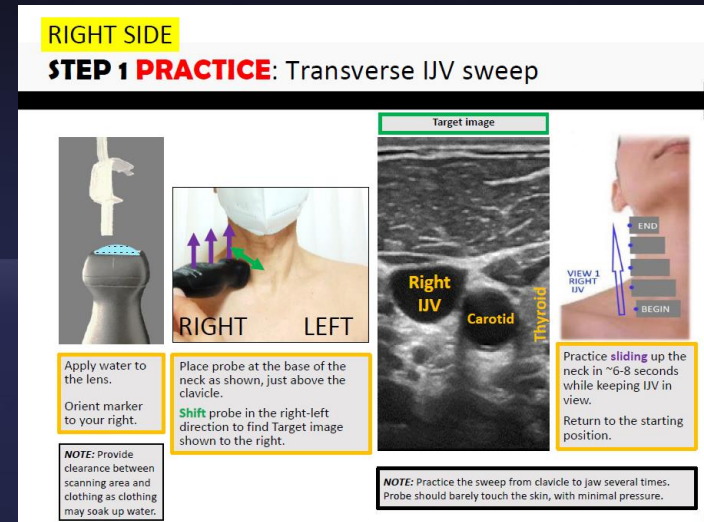 RIGHT SIDE
STEP 1 PRACTICE: Transverse IJV sweep
Target image
RIGHT
LEFT
Right
IJV
Carotid
Thyroid
END
VIEW 1
RIGHT
IJV
BEGIN
Apply water to
the lens.
Orient marker
to your right.
NOTE: Provide
clearance between
scanning area and
clothing as clothing
may soak up water.
Place probe at the base of the
neck as shown, just above the
clavicle.
Shift probe in the right-left
direction to find Target image
shown to the right.
Practice sliding up the
neck in ~6-8 seconds
while keeping IJV in
view.
Return to the starting
position.
NOTE: Practice the sweep from clavicle to jaw several times.
Probe should barely touch the skin, with minimal pressure.